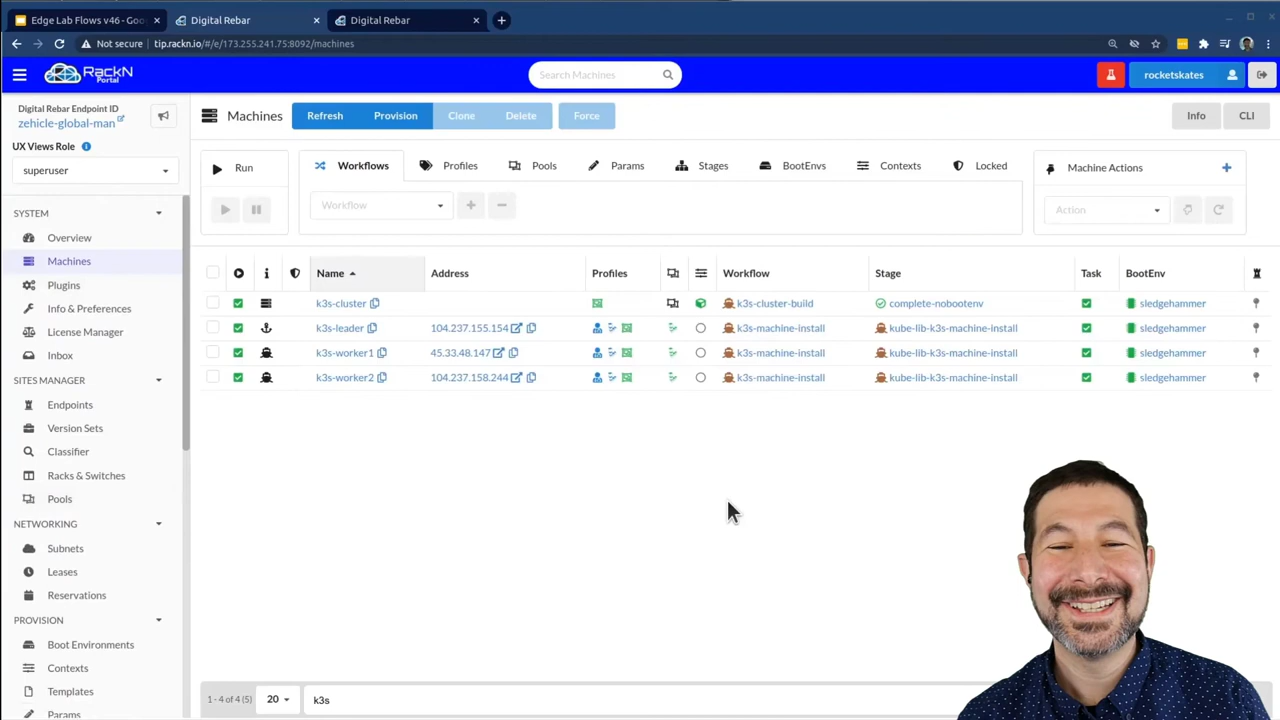 Edge Lab Flows v46 - Goo
Digital Rebar
Digital Rebar
Not secure
tip.rackn.io/#/e/173.255.241.75:8092/machines
RackN
Portal
Search Machines
rocketskates
Digital Rebar Endpoint ID
zehicle-global-man
UX Views Role
superuser
Machines
Refresh
Provision
Clone
Delete
Force
Info
CLI
Run
Workflows
Profiles
Pools
Params
Stages
BootEnvs
Contexts
Locked
Machine Actions
Workflow
Action
SYSTEM
Overview
Machines
Plugins
Info & Preferences
License Manager
Inbox
SITES MANAGER
Endpoints
Version Sets
Classifier
Racks & Switches
Pools
NETWORKING
Subnets
Leases
Reservations
PROVISION
Boot Environments
Contexts
Templates
Params
Name Address Profiles Workflow Stage Task BootEnv
k3s-cluster k3s-cluster-build complete-nobootenv sledgehammer
k3s-leader 104.237.155.154 k3s-machine-install kube-lib-k3s-machine-install sledgehammer
k3s-worker1 45.33.48.147 k3s-machine-install kube-lib-k3s-machine-install sledgehammer
k3s-worker2 104.237.158.244 k3s-machine-install kube-lib-k3s-machine-install sledgehammer
1 - 4 of 4 (5)
20
k3s